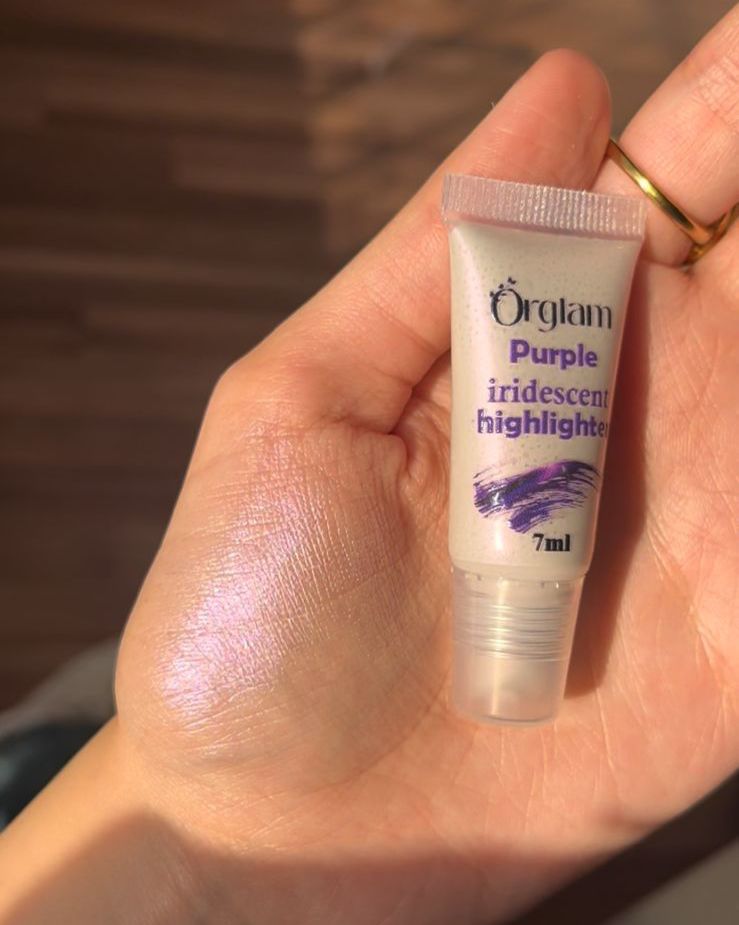 Orglam
Purple
iridescent
highlighter
7ml